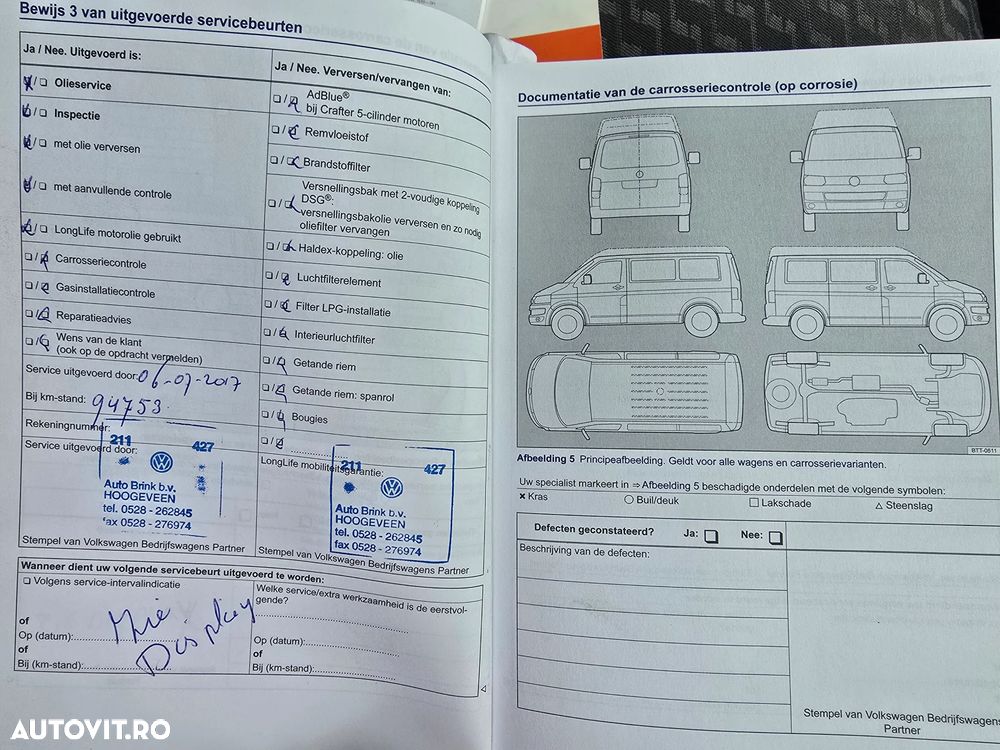 Bewijs 3 van uitgevoerde servicebeurten
Ja / Nee. Uitgevoerd is:
Olieservice
Inspectie
met olie verversen
met aanvullende controle
LongLife motorolie gebruikt
Carrosseriecontrole
Gasinstallatiecontrole
Reparatieadvies
Wens van de klant
(ook op de opdracht vermelden)
Service uitgevoerd door: 06-07-2017
Bij km-stand: 94753.
Rekeningnummer:
Service uitgevoerd door:
211 427
Auto Brink b.v.
HOOGEVEEN
tel. 0528 - 262845
fax 0528 - 276974
Stempel van Volkswagen Bedrijfswagens Partner
Ja / Nee. Verversen/vervangen van:
AdBlue®
bij Crafter 5-cilinder motoren
Remvloeistof
Brandstoffilter
Versnellingsbak met 2-voudige koppeling
DSG®:
versnellingsbakolie verversen en zo nodig
oliefilter vervangen
Haldex-koppeling: olie
Luchtfilterelement
Filter LPG-installatie
Interieurluchtfilter
Getande riem
Getande riem: spanrol
Bougies
LongLife mobiliteitsgarantie:
211 427
Auto Brink b.v.
HOOGEVEEN
tel. 0528 - 262845
fax 0528 - 276974
Stempel van Volkswagen Bedrijfswagens Partner
Wanneer dient uw volgende servicebeurt uitgevoerd te worden:
Volgens service-intervalindicatie
of
Op (datum):
of
Bij (km-stand):
Zie
Display
Welke service/extra werkzaamheid is de eerstvol-
gende?
Op (datum):
of
Bij (km-stand):
Documentatie van de carrosseriecontrole (op corrosie)
BTT-0811
Afbeelding 5 Principeafbeelding. Geldt voor alle wagens en carrosserievarianten.
Uw specialist markeert in ⇒ Afbeelding 5 beschadigde onderdelen met de volgende symbolen:
× Kras ○ Buil/deuk □ Lakschade △ Steenslag
Defecten geconstateerd? Ja: Nee:
Beschrijving van de defecten:
Stempel van Volkswagen Bedrijfswagens
Partner
AUTOVIT.RO